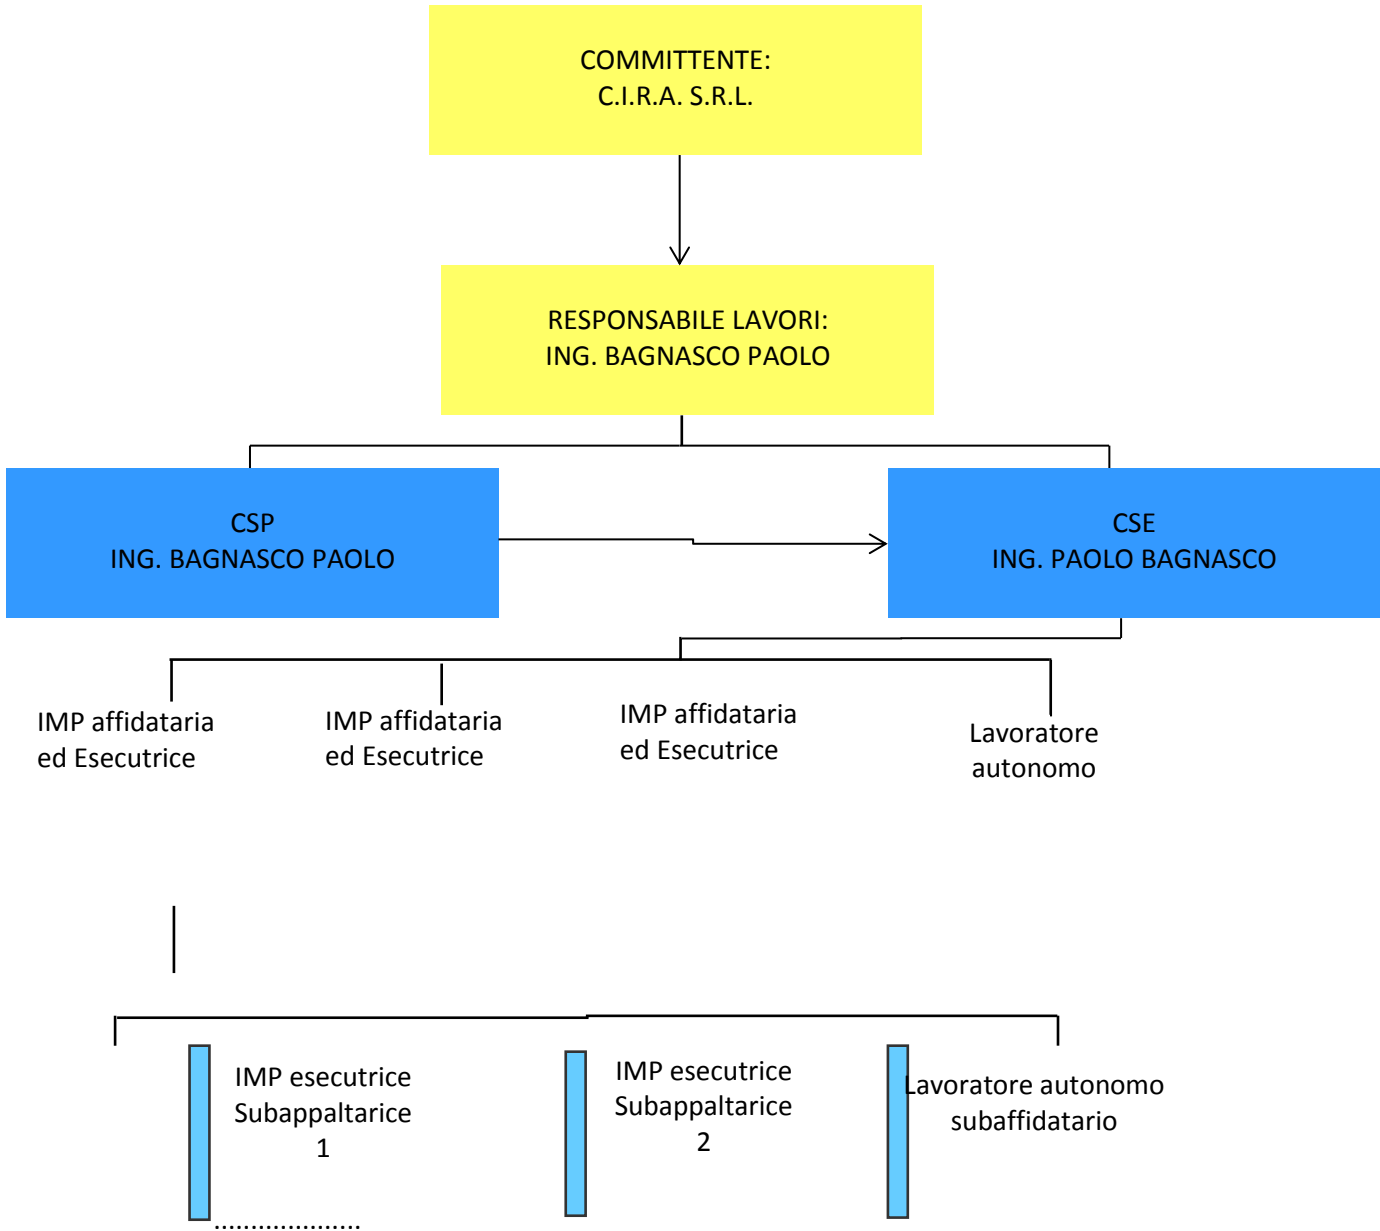 COMMITTENTE:
C.I.R.A. S.R.L.
RESPONSABILE LAVORI:
ING. BAGNASCO PAOLO
CSP
ING. BAGNASCO PAOLO
CSE
ING. PAOLO BAGNASCO
IMP affidataria
ed Esecutrice
IMP affidataria
ed Esecutrice
IMP affidataria
ed Esecutrice
Lavoratore
autonomo
IMP esecutrice
Subappaltarice
1
....................
IMP esecutrice
Subappaltarice
2
Lavoratore autonomo
subaffidatario